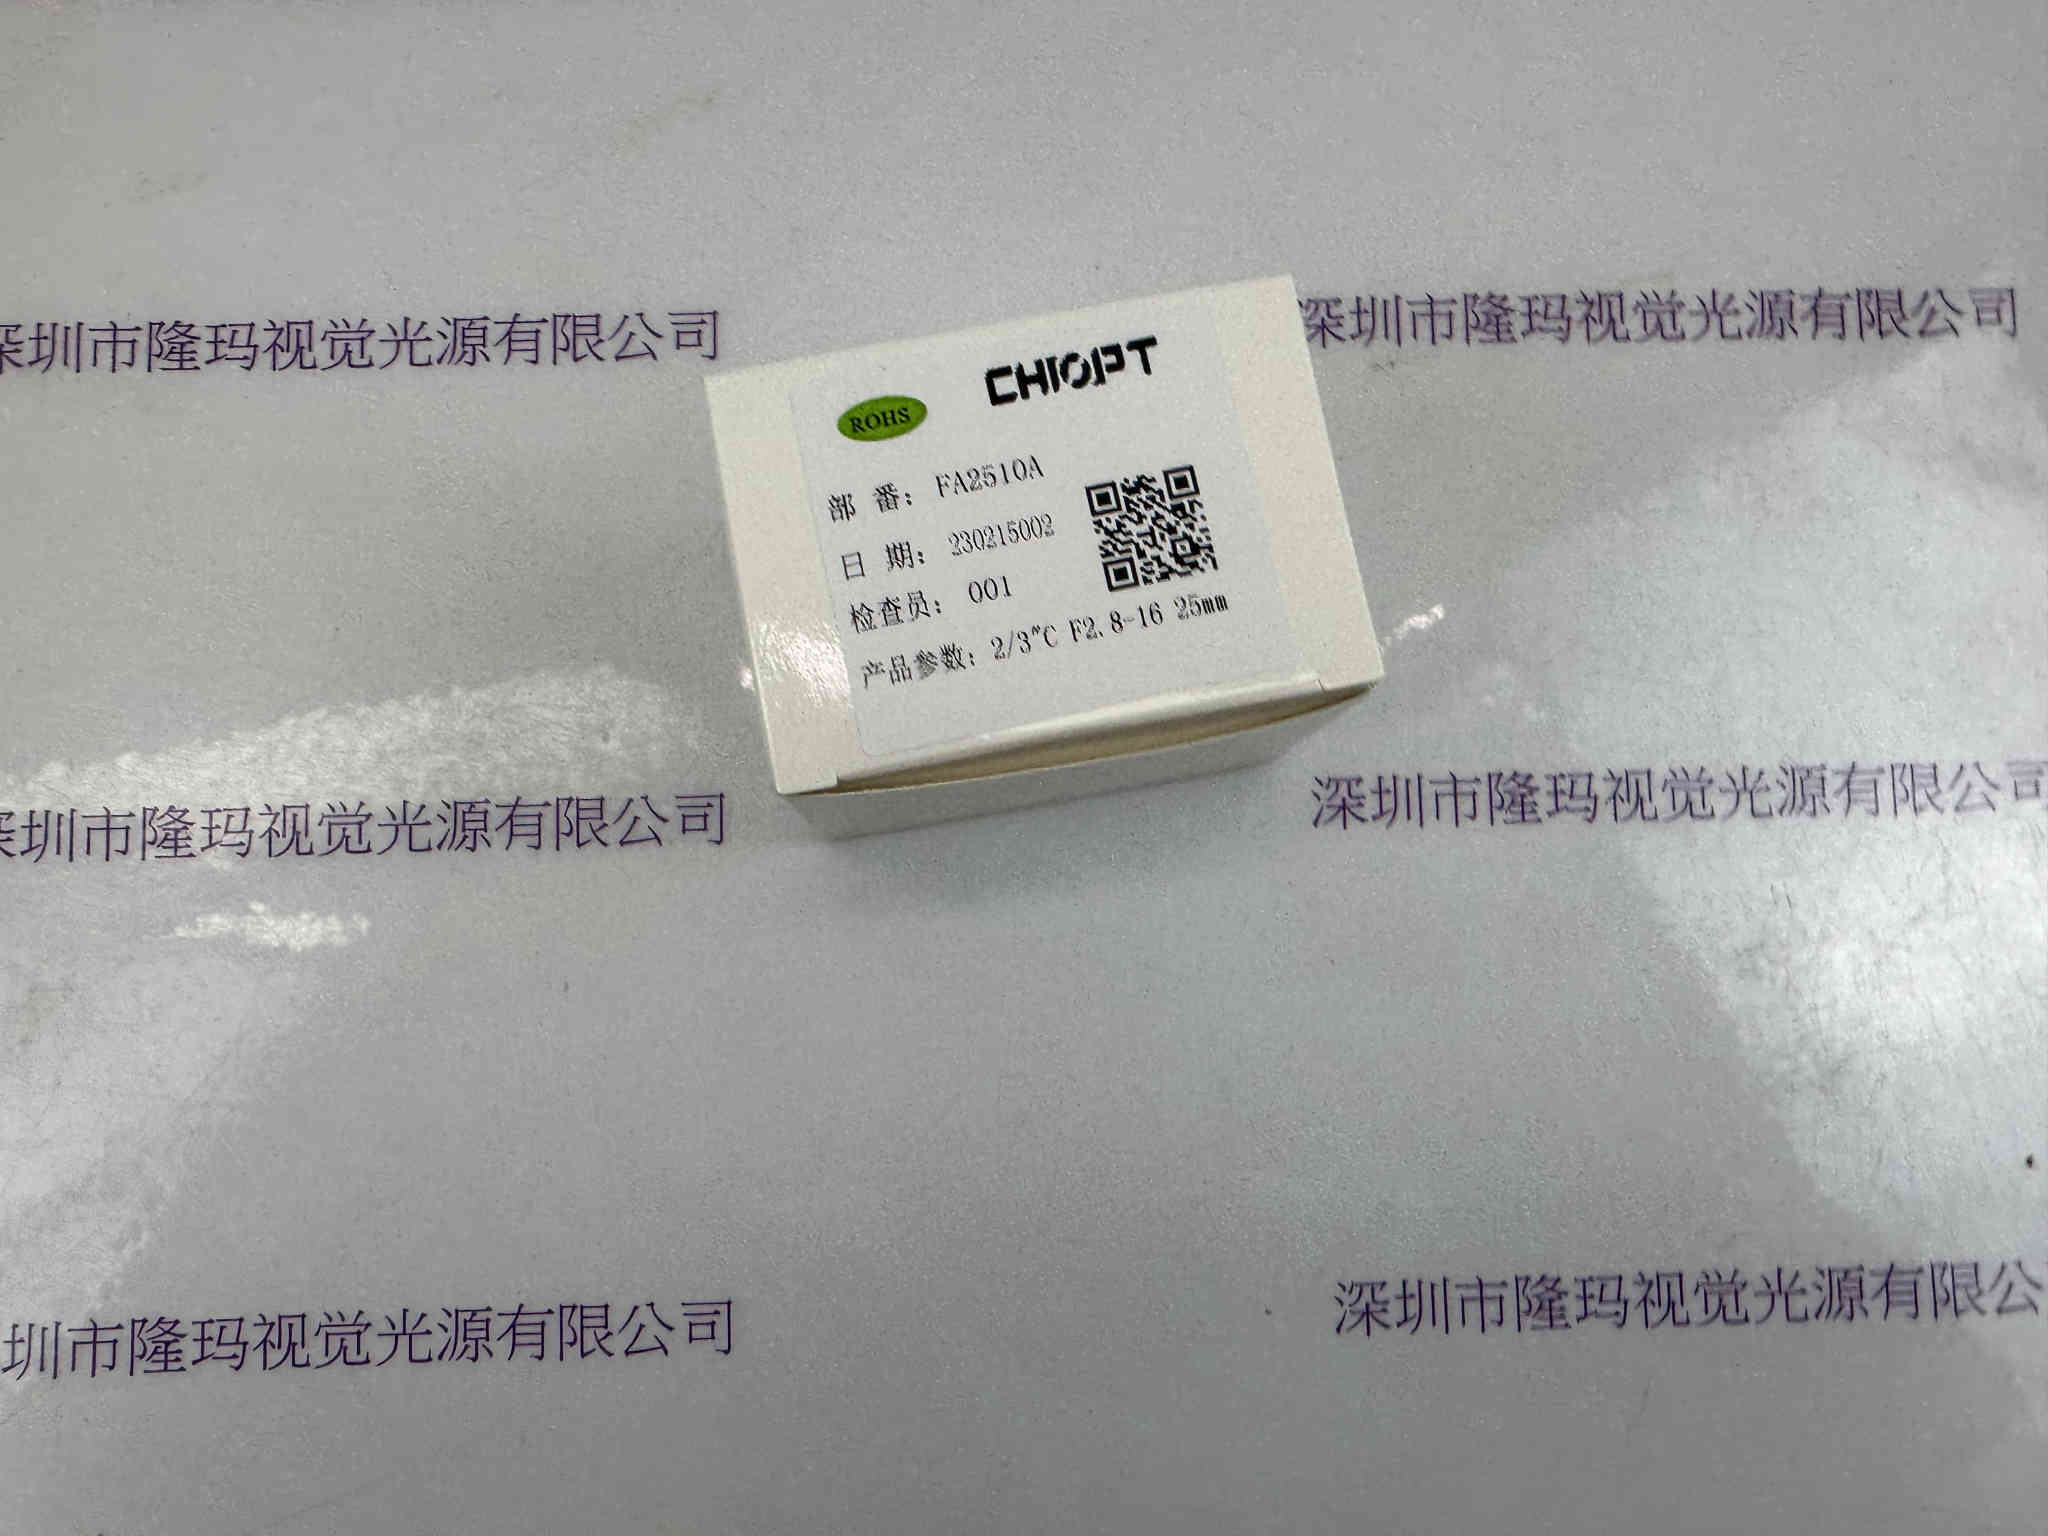 深圳市隆玛视觉光源有限公司
深圳市隆玛视觉光源有限公司
CHIOPT
ROHS
部 番: FA2510A
日 期: 230215002
检查员: 001
产品参数: 2/3"C F2.8-16 25mm
深圳市隆玛视觉光源有限公司
深圳市隆玛视觉光源有限公司
圳市隆玛视觉光源有限公司
深圳市隆玛视觉光源有限公